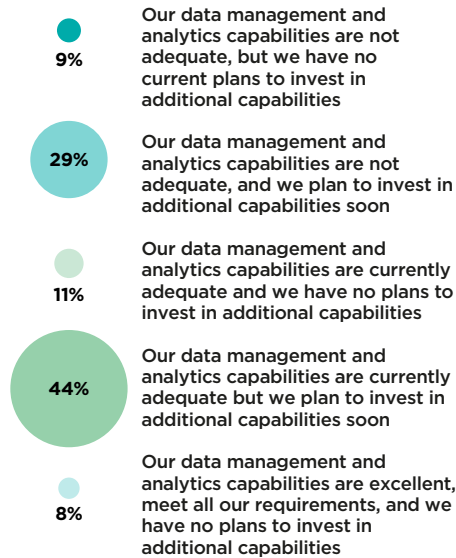 Our data management and
analytics capabilities are not
adequate, but we have no
current plans to invest in
additional capabilities
9%
Our data management and
analytics capabilities are not
adequate, and we plan to invest in
additional capabilities soon
29%
Our data management and
analytics capabilities are currently
adequate and we have no plans to
invest in additional capabilities
11%
Our data management and
analytics capabilities are currently
adequate but we plan to invest in
additional capabilities soon
44%
Our data management and
analytics capabilities are excellent,
meet all our requirements, and we
have no plans to invest in
additional capabilities
8%